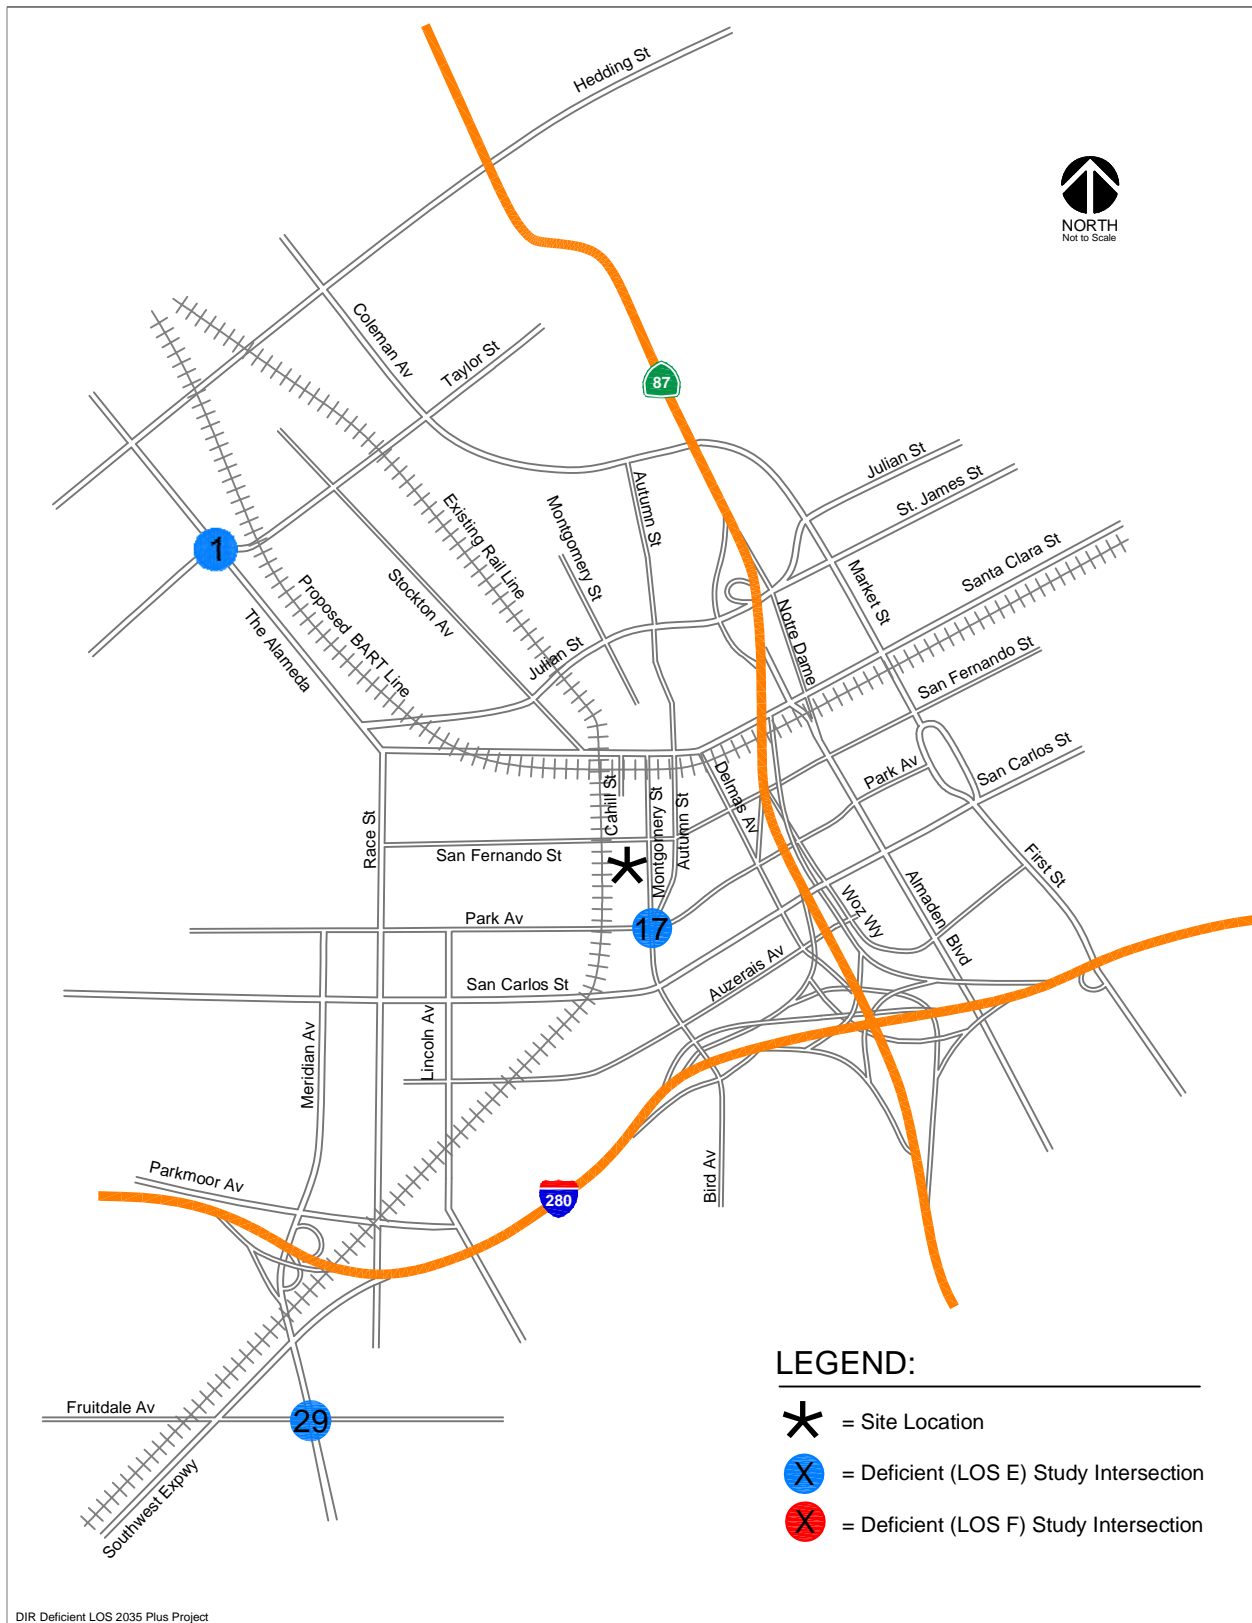 Hedding St
NORTH
Not to Scale
Coleman Av
Taylor St
87
Julian St
St. James St
Autumn St
Montgomery St
Existing Rail Line
Santa Clara St
1
Market St
Stockton Av
Proposed BART Line
The Alameda
Notre Dame
Julian St
San Fernando St
San Carlos St
Park Av
Delmas Av
Cahill St
Montgomery St
Autumn St
Race St
San Fernando St
First St
Almaden Blvd
Woz Wy
Park Av
17
San Carlos St
Auzerais Av
Meridian Av
Lincoln Av
Bird Av
Parkmoor Av
280
LEGEND:
= Site Location
Fruitdale Av
29
X = Deficient (LOS E) Study Intersection
Southwest Expwy
X = Deficient (LOS F) Study Intersection
DIR Deficient LOS 2035 Plus Project